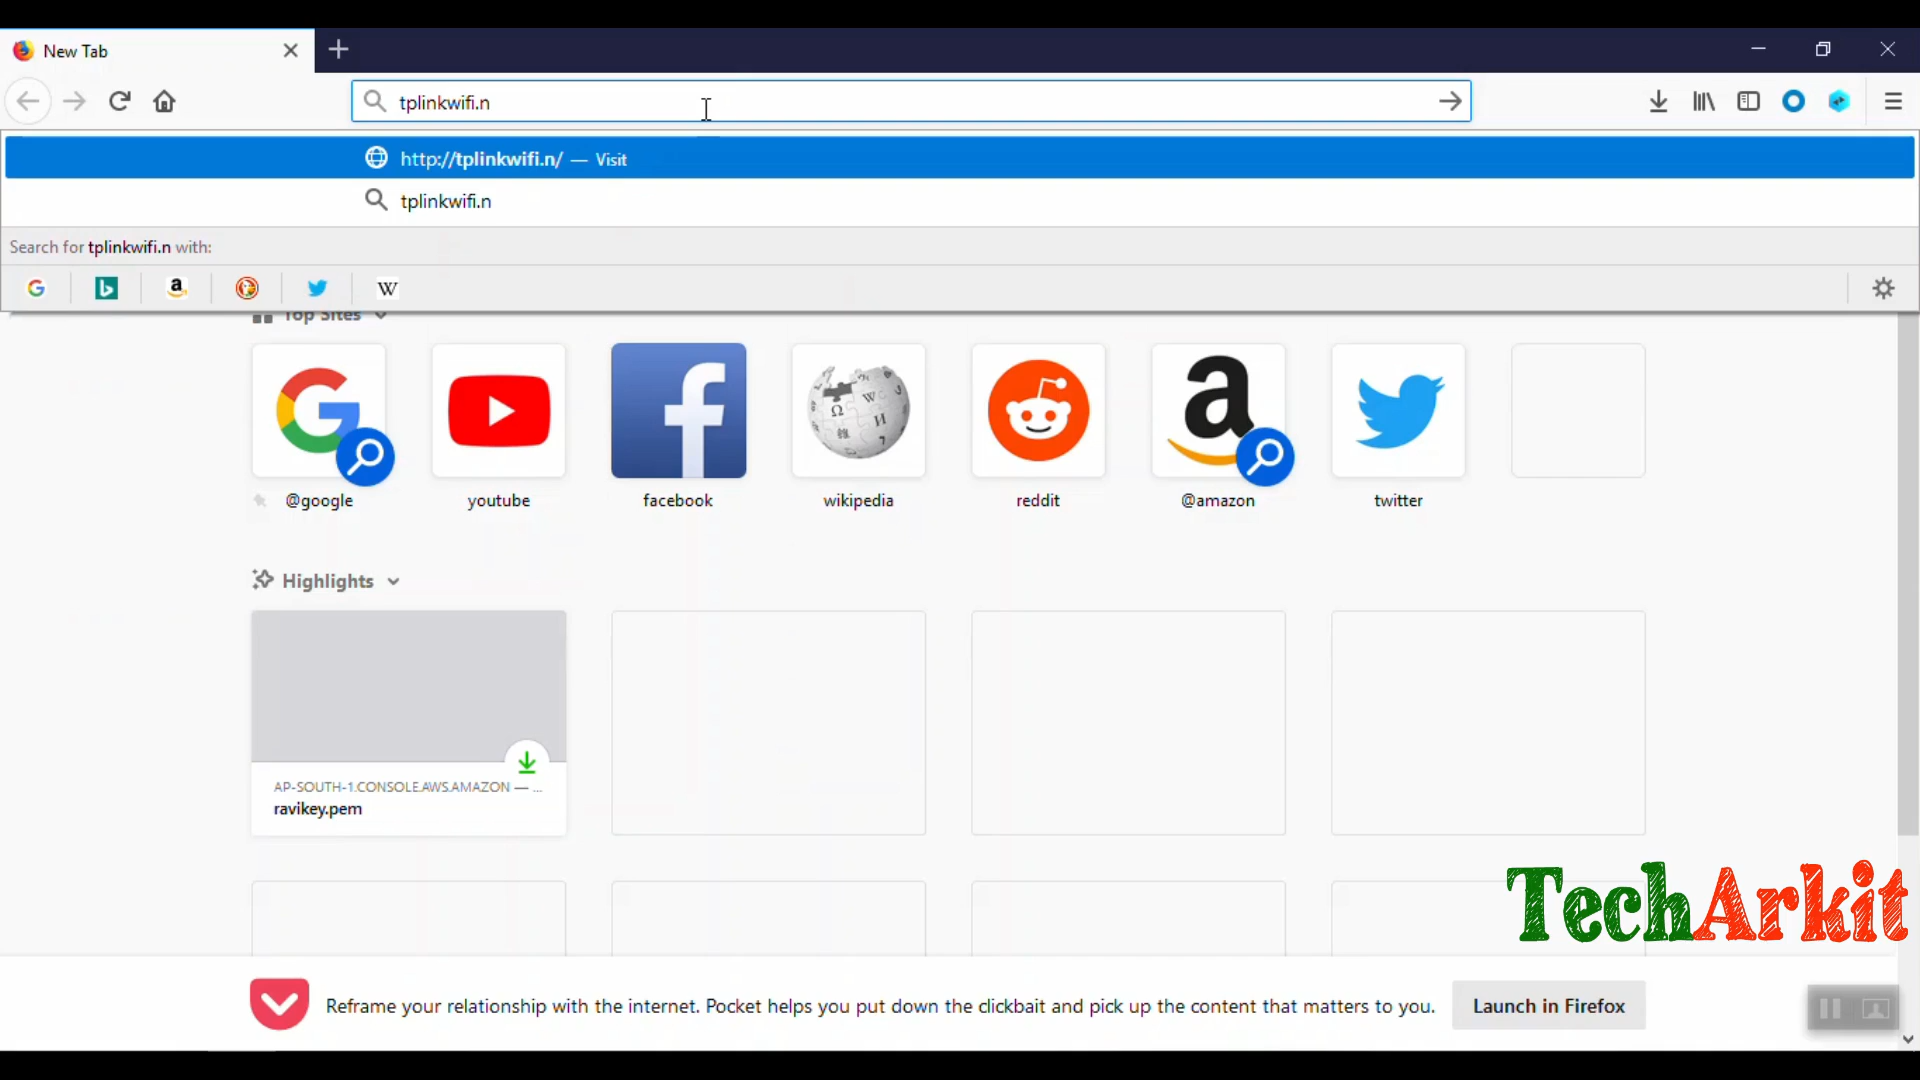 New Tab
tplinkwifi.n
http://tplinkwifi.n/ — Visit
tplinkwifi.n
Search for tplinkwifi.n with:
Top Sites
@google
youtube
facebook
wikipedia
reddit
@amazon
twitter
Highlights
AP-SOUTH-1.CONSOLE.AWS.AMAZON — ...
ravikey.pem
TechArkit
Reframe your relationship with the internet. Pocket helps you put down the clickbait and pick up the content that matters to you.
Launch in Firefox